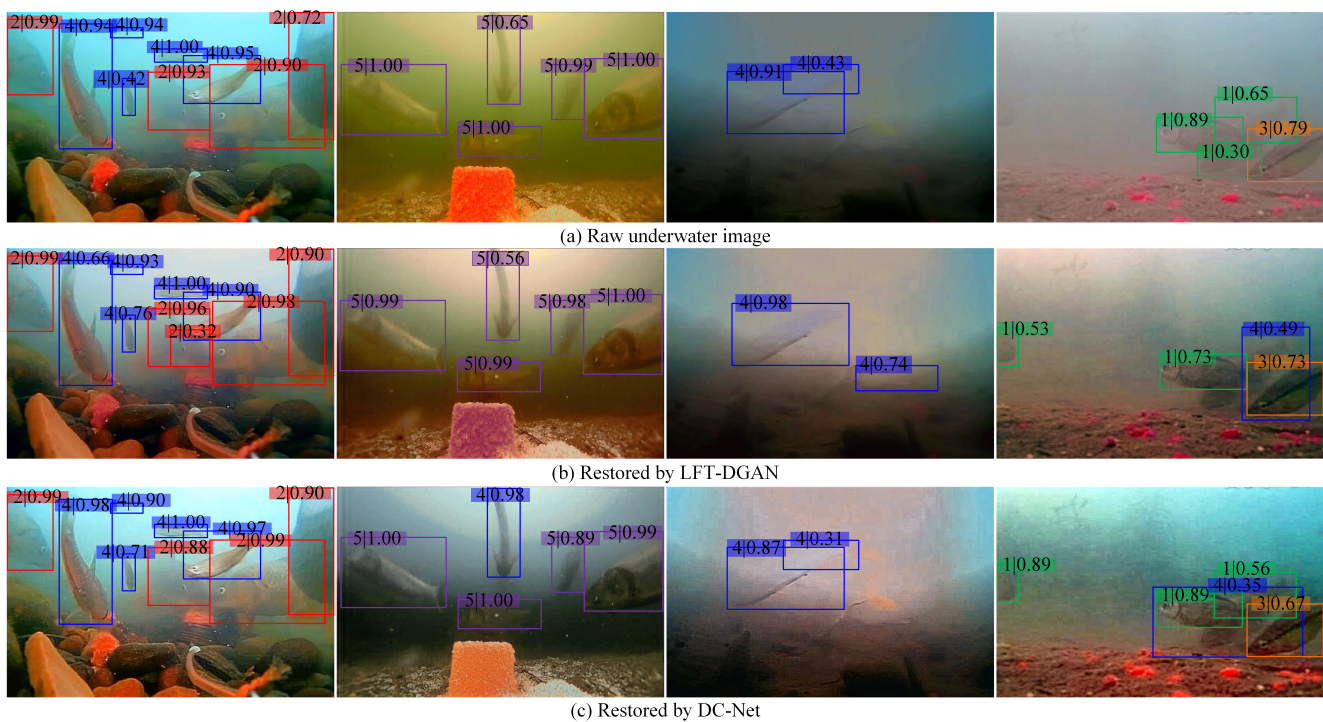 2|0.99 4|0.94 4|0.94 4|1.00 4|0.95 2|0.72 4|0.42 2|0.93 2|0.90
5|0.65 5|1.00 5|0.99 5|1.00 5|1.00
4|0.91 4|0.43
1|0.65 1|0.89 3|0.79 1|0.30
(a) Raw underwater image
2|0.99 4|0.66 4|0.93 4|1.00 4|0.90 2|0.90 4|0.76 2|0.96 2|0.98 2|0.32
5|0.56 5|0.99 5|0.98 5|1.00 5|0.99
4|0.98 4|0.74
1|0.53 4|0.49 1|0.73 3|0.73
(b) Restored by LFT-DGAN
2|0.99 4|0.98 4|0.90 4|1.00 4|0.97 2|0.90 4|0.71 2|0.88 2|0.99
4|0.98 5|1.00 5|0.89 5|0.99 5|1.00
4|0.87 4|0.31
1|0.89 1|0.56 4|0.35 1|0.89 3|0.67
(c) Restored by DC-Net